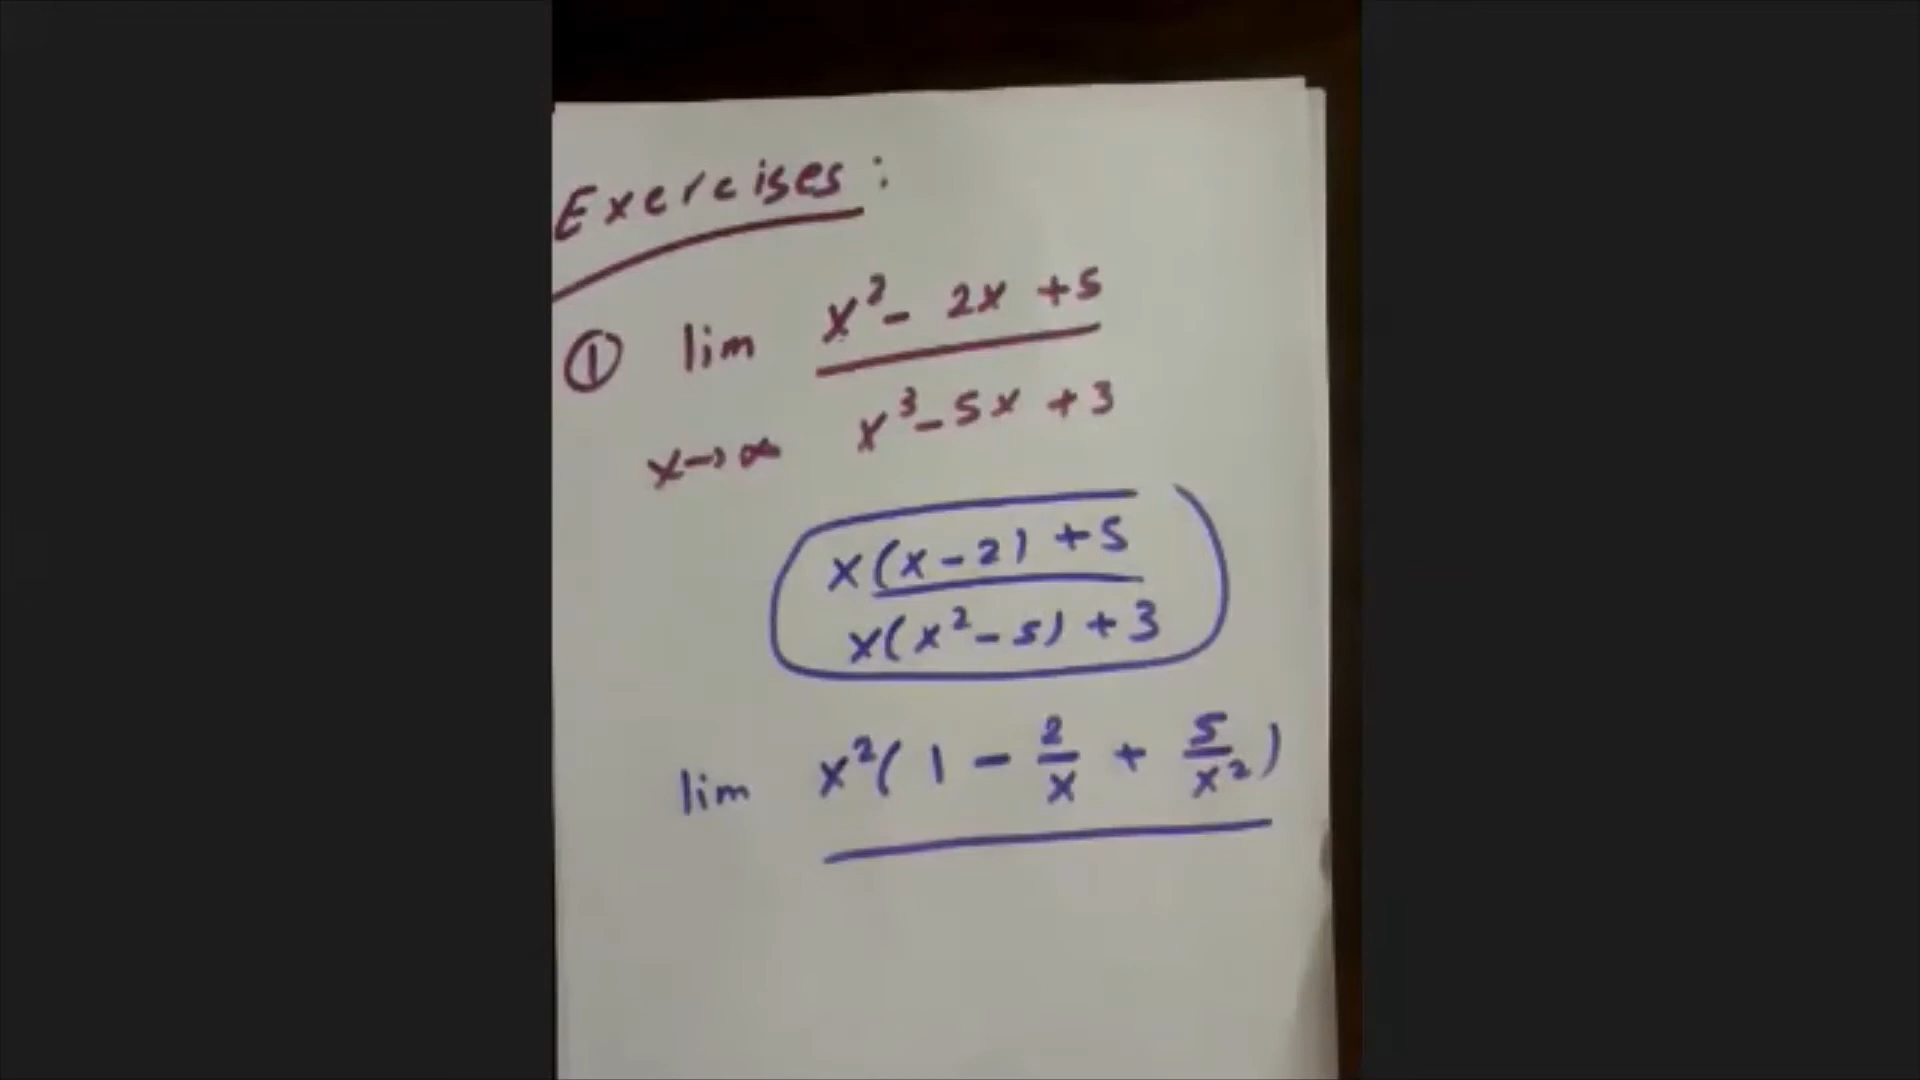 Exercises:
① lim x² - 2x + 5
x→∞ x³ - 5x + 3
x(x - 2) + 5
x(x² - 5) + 3
lim x²(1 - 2/x + 5/x²)